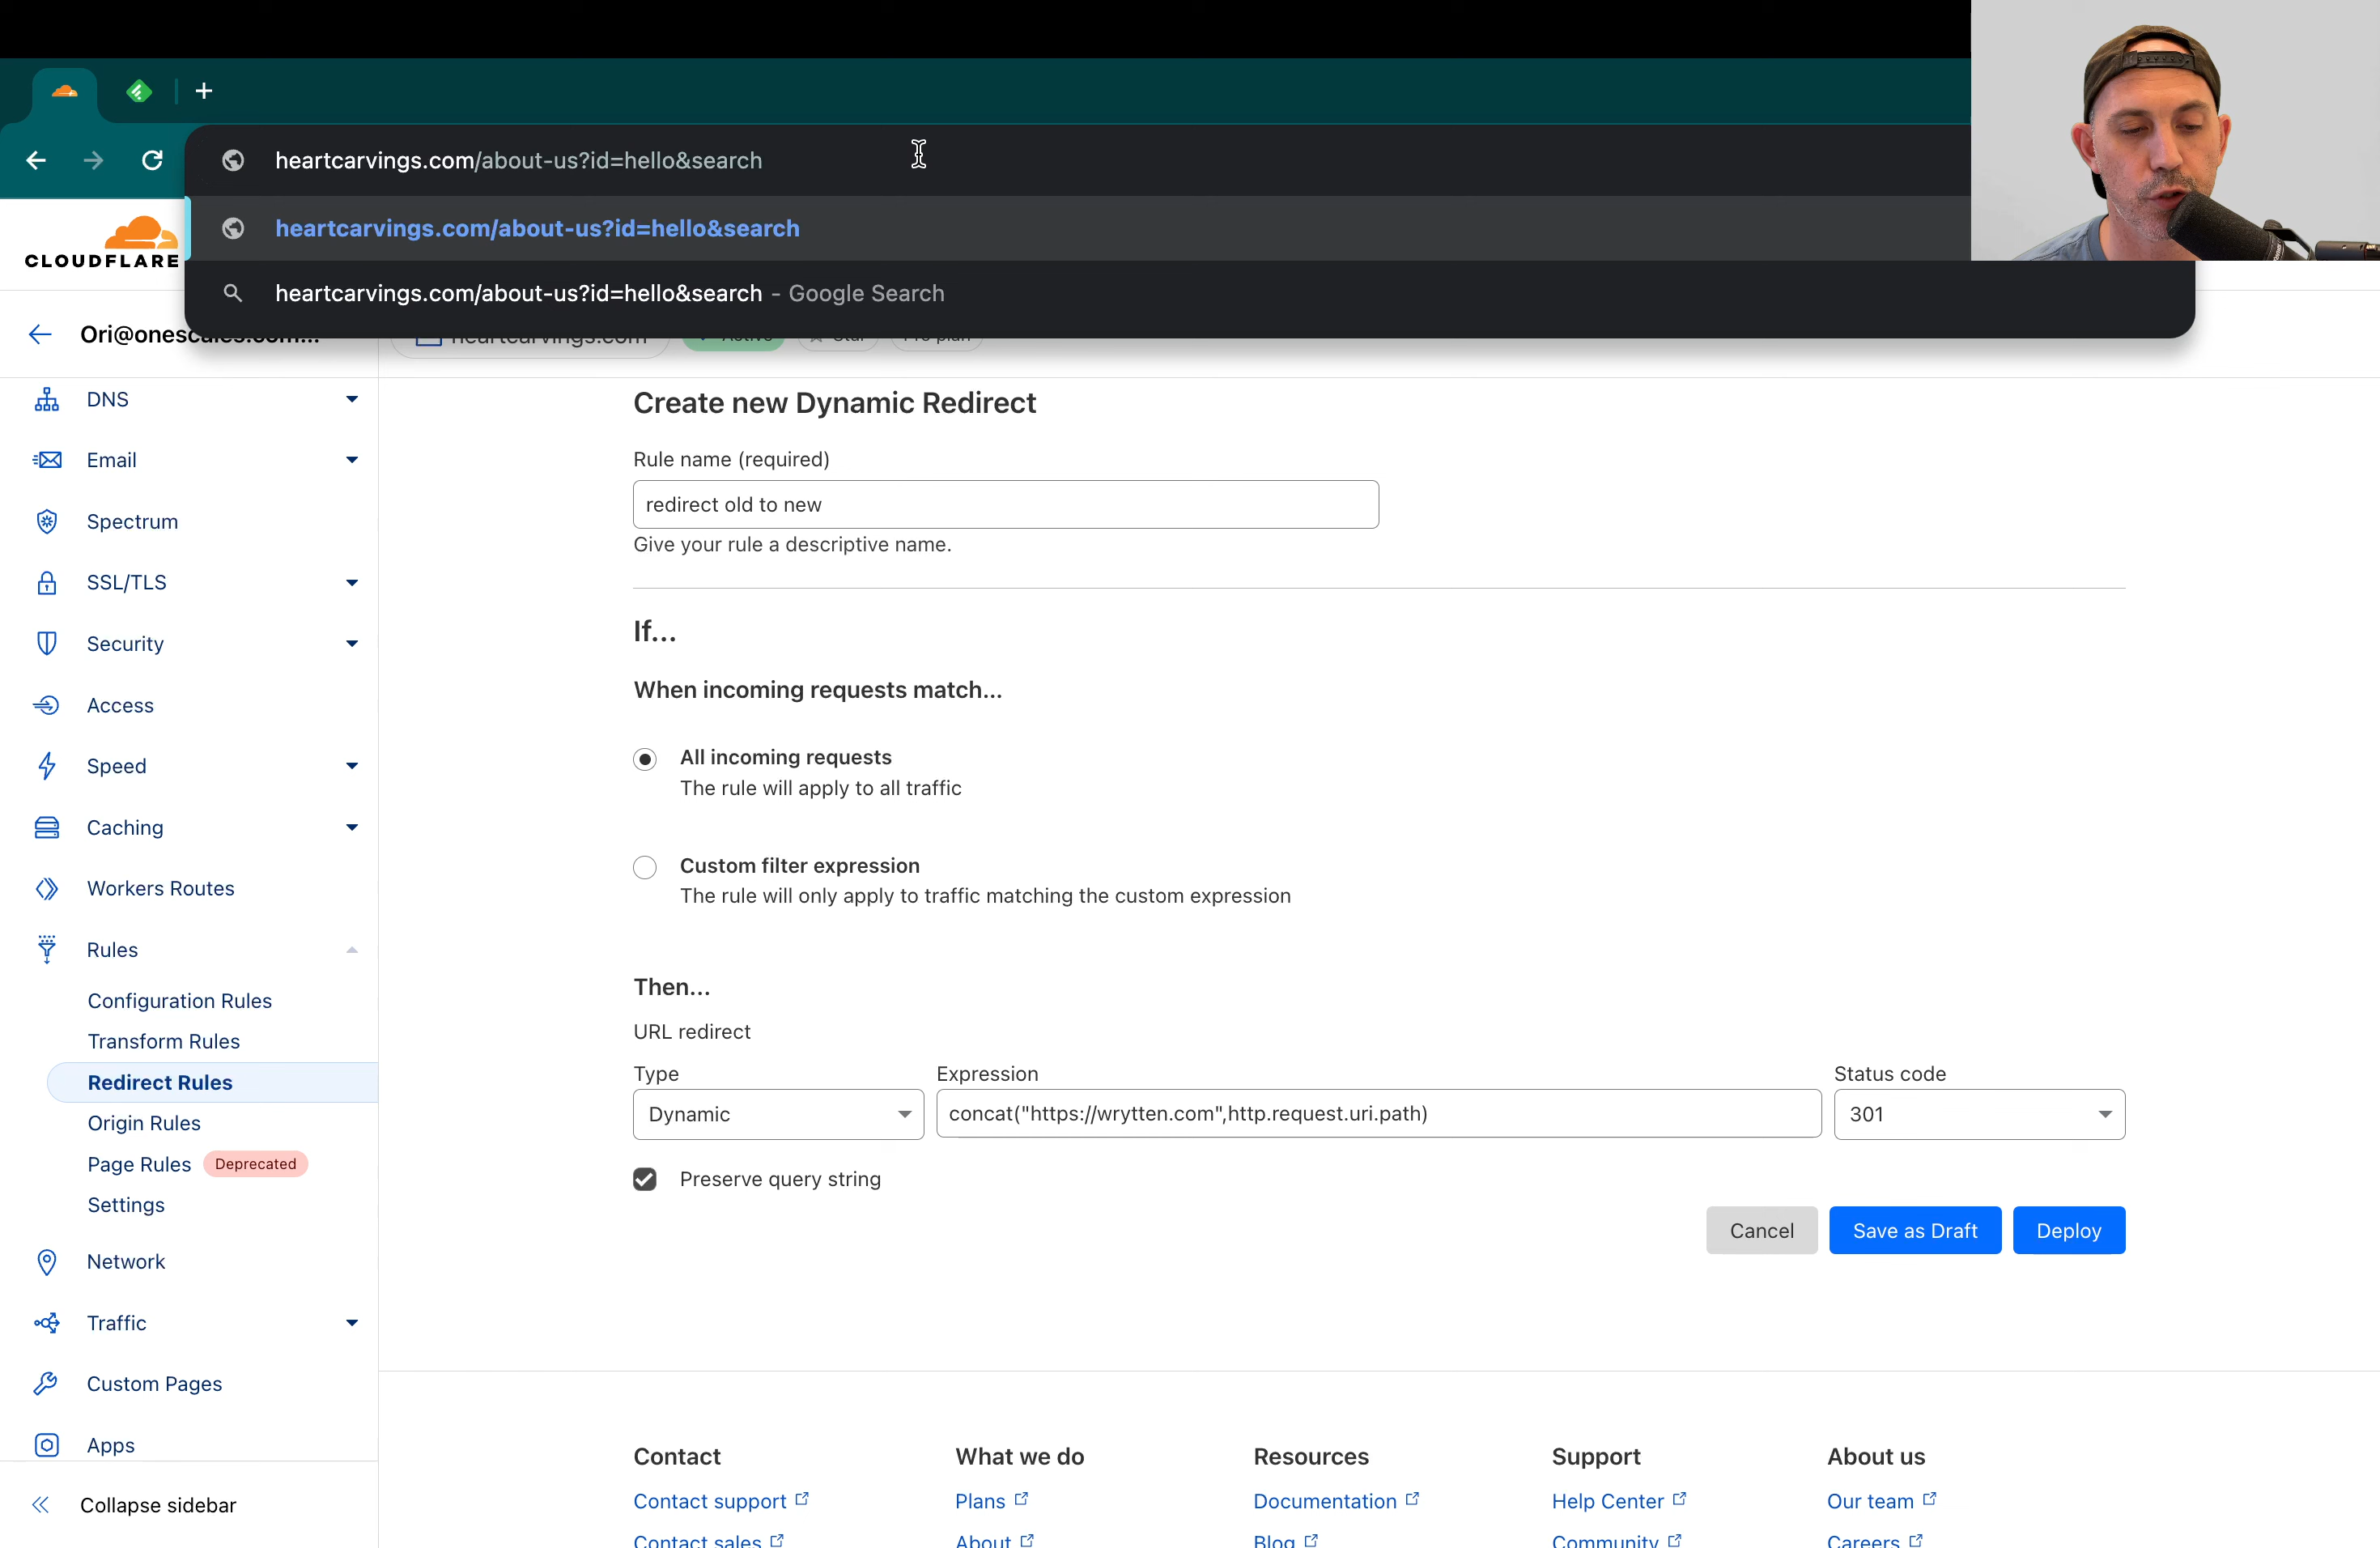 heartcarvings.com/about-us?id=hello&search
heartcarvings.com/about-us?id=hello&search
heartcarvings.com/about-us?id=hello&search - Google Search
CLOUDFLARE
Ori@onescales.com...
heartcarvings.com Active Star Pro plan
DNS
Email
Spectrum
SSL/TLS
Security
Access
Speed
Caching
Workers Routes
Rules
Configuration Rules
Transform Rules
Redirect Rules
Origin Rules
Page Rules Deprecated
Settings
Network
Traffic
Custom Pages
Apps
Collapse sidebar
Create new Dynamic Redirect
Rule name (required)
redirect old to new
Give your rule a descriptive name.
If...
When incoming requests match...
All incoming requests
The rule will apply to all traffic
Custom filter expression
The rule will only apply to traffic matching the custom expression
Then...
URL redirect
Type Expression Status code
Dynamic concat("https://wrytten.com",http.request.uri.path) 301
Preserve query string
Cancel Save as Draft Deploy
Contact What we do Resources Support About us
Contact support Plans Documentation Help Center Our team
Contact sales About Blog Community Careers